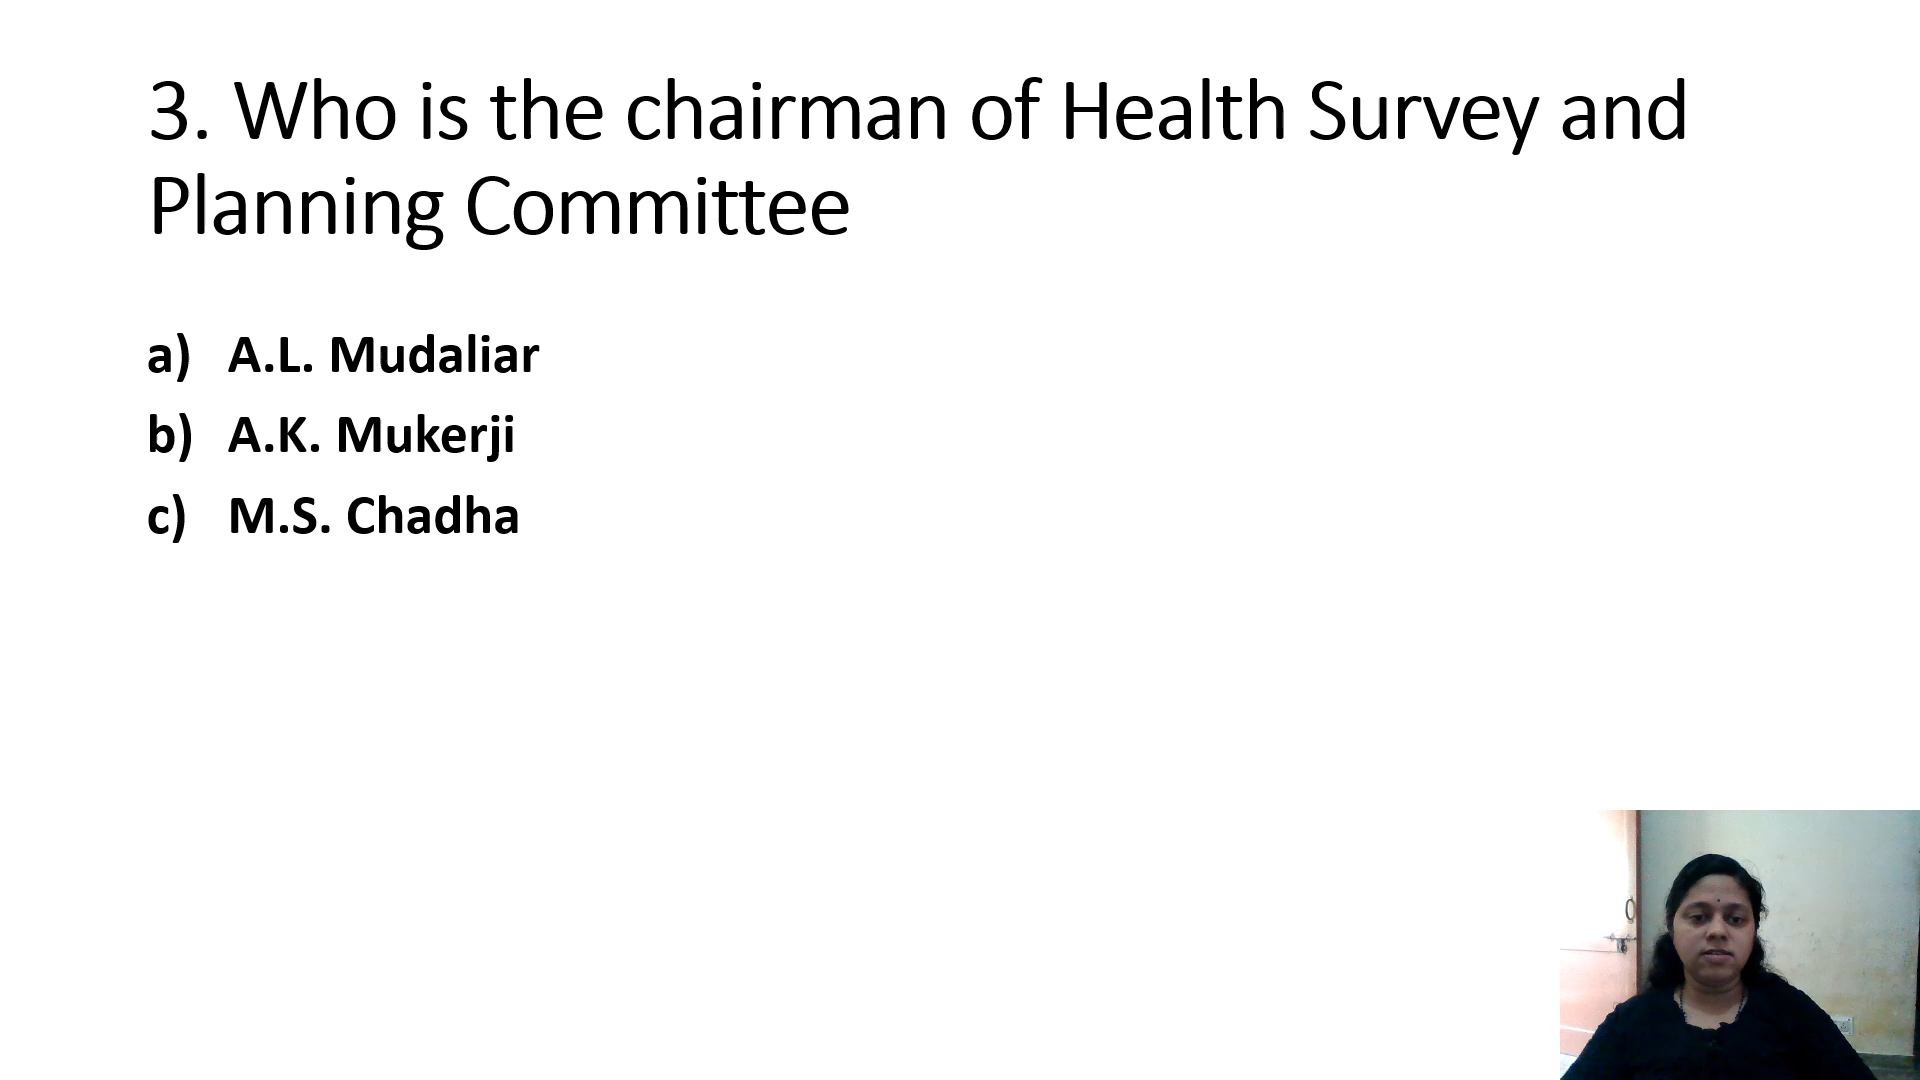 3. Who is the chairman of Health Survey and
Planning Committee
a) A.L. Mudaliar
b) A.K. Mukerji
c) M.S. Chadha